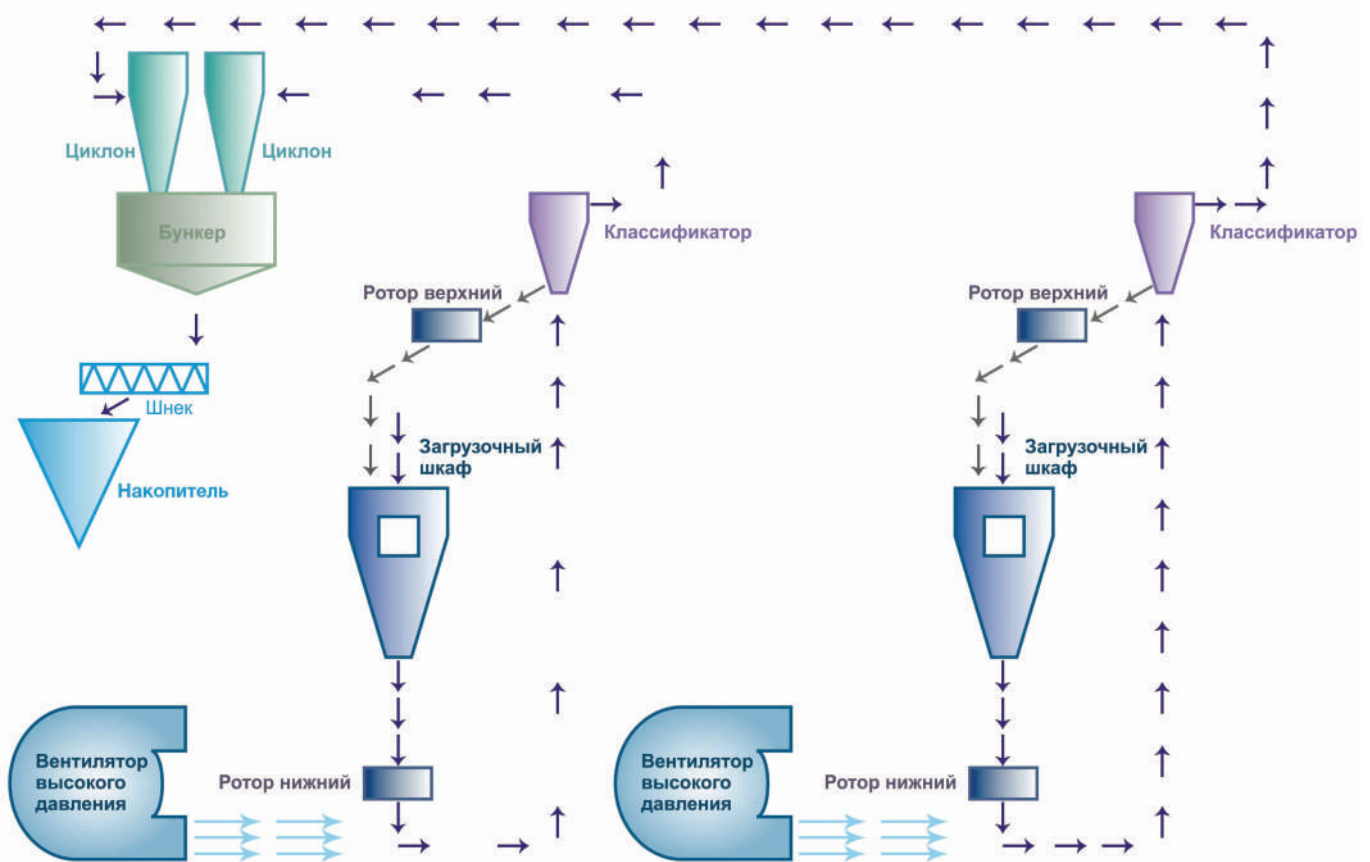 Циклон
Циклон
Бункер
Классификатор
Классификатор
Ротор верхний
Ротор верхний
Шнек
Загрузочный
шкаф
Загрузочный
шкаф
Накопитель
Вентилятор
высокого
давления
Ротор нижний
Вентилятор
высокого
давления
Ротор нижний